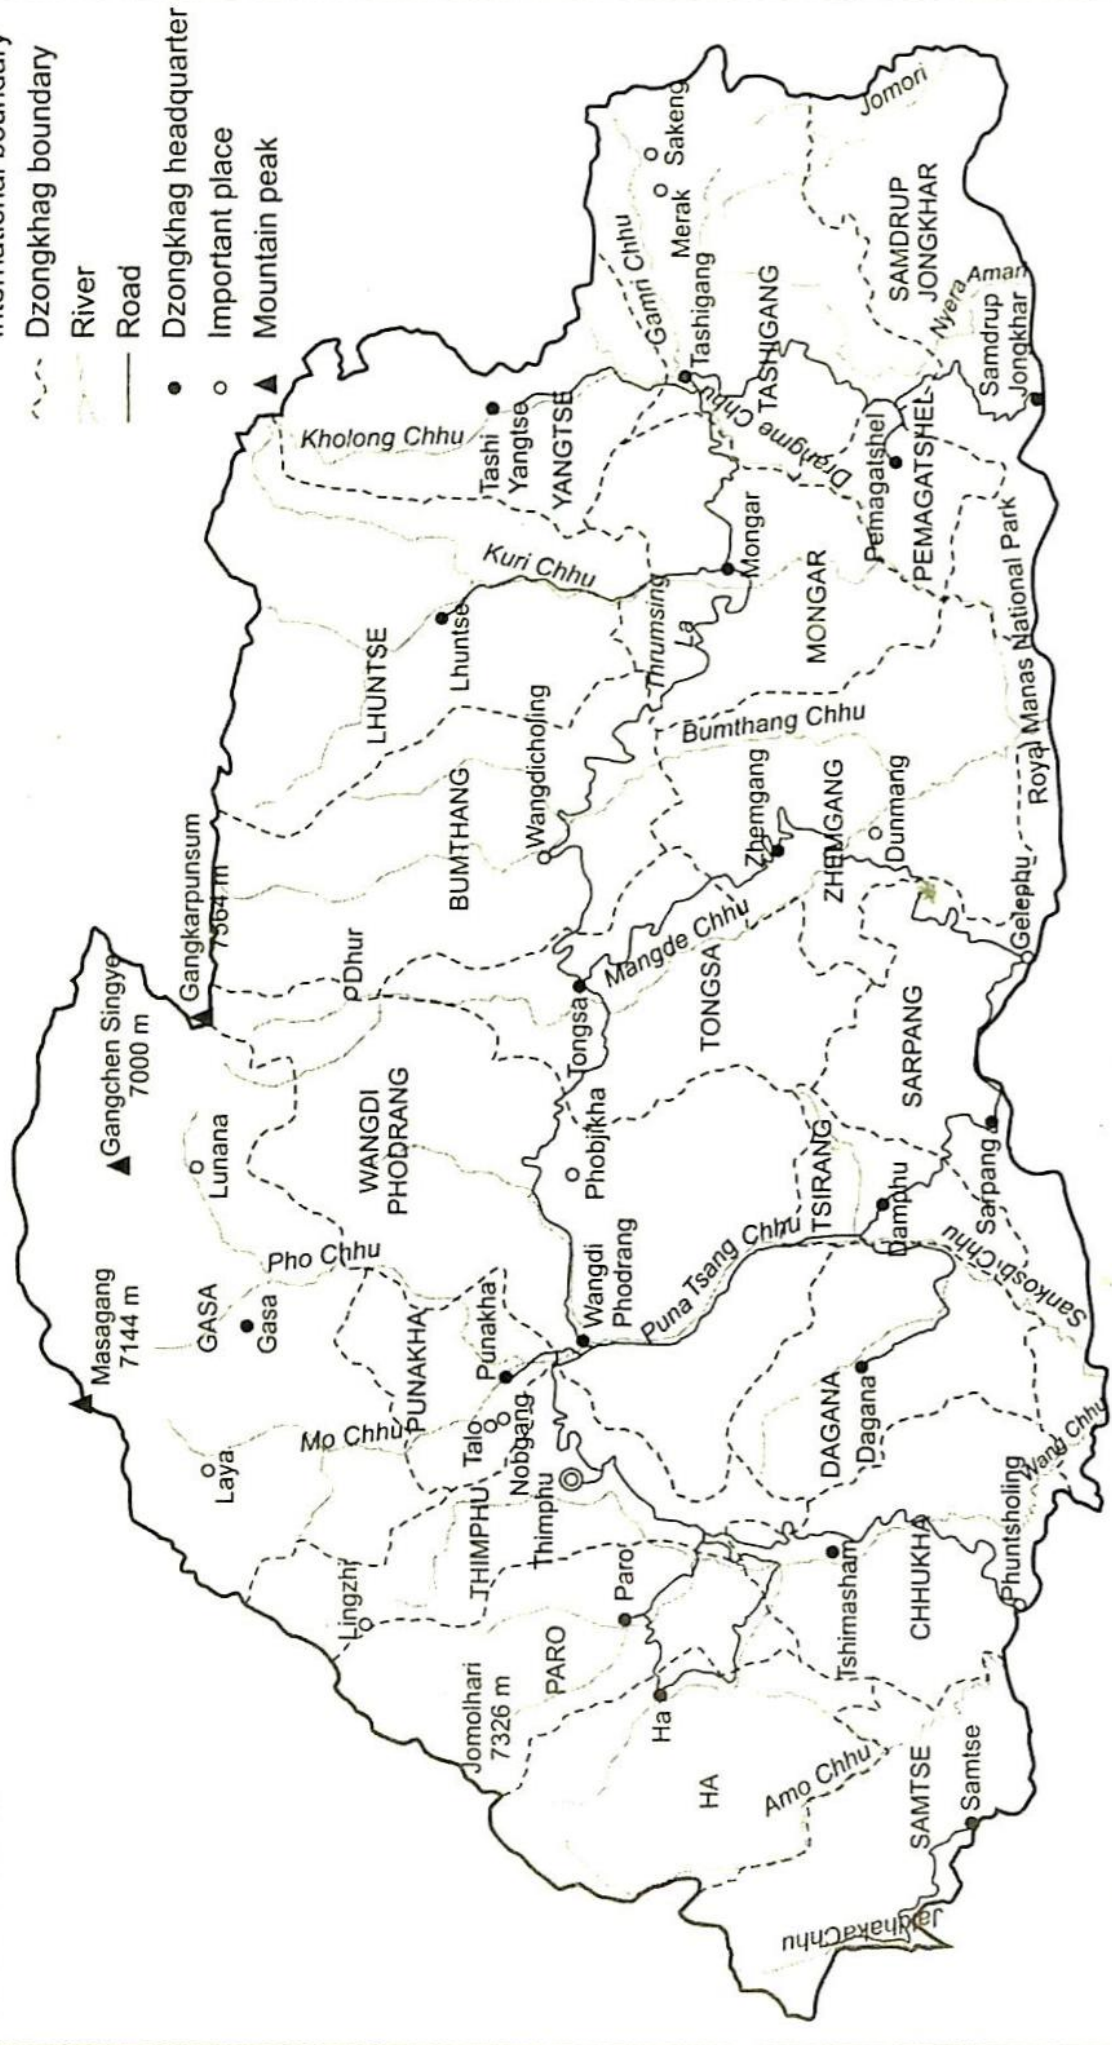 International boundary
Dzongkhag boundary
River
Road
Dzongkhag headquarter
Important place
Mountain peak
Masagang
7144 m
Gangchen Singye
7000 m
Gangkarpunsum
7564 m
Laya
GASA
Gasa
Lunana
Pho Chhu
Mo Chhu
Lingzhi
Jomolhari
7326 m
PARO
Paro
THIMPHU
Thimphu
Talo
Nobgang
PUNAKHA
Punakha
WANGDI
PHODRANG
Wangdi
Phodrang
Phobjikha
Dhur
BUMTHANG
Wangdichojing
LHUNTSE
Lhuntse
Kuri Chhu
Kholong Chhu
Tashi
Yangtse
YANGTSE
Gamri Chhu
Merak
Sakeng
Tashigang
TASHIGANG
Drangme Chhu
Jomori
SAMDRUP
JONGKHAR
Nyera
Amari
Samdrup
Jongkhar
Pemagatshel
PEMAGATSHEL
Mongar
MONGAR
Thrumsing
La
Bumthang Chhu
Zhemgang
ZHEMGANG
Dunmang
Royal Manas National Park
Tongsa
TONGSA
Mangde Chhu
Gelephu
SARPANG
Sarpang
TSIRANG
Damphu
Puna Tsang Chhu
Sankosh Chhu
DAGANA
Dagana
Wang Chhu
Phuntsholing
CHHUKHA
Tshimasham
Ha
HA
Amo Chhu
SAMTSE
Samtse
JaldhakaChhu